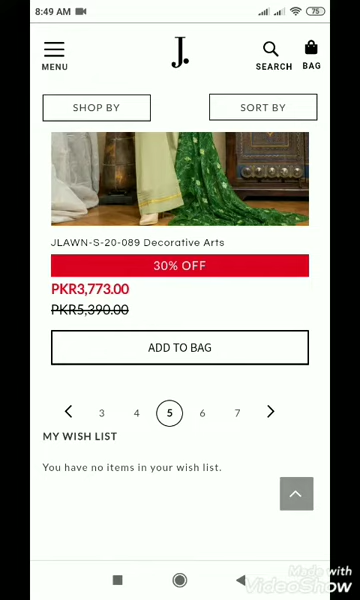 8:49 AM
75
J.
MENU
SEARCH
BAG
SHOP BY
SORT BY
JLAWN-S-20-089 Decorative Arts
30% OFF
PKR3,773.00
PKR5,390.00
ADD TO BAG
3 4 5 6 7
MY WISH LIST
You have no items in your wish list.
Made with
VideoShow